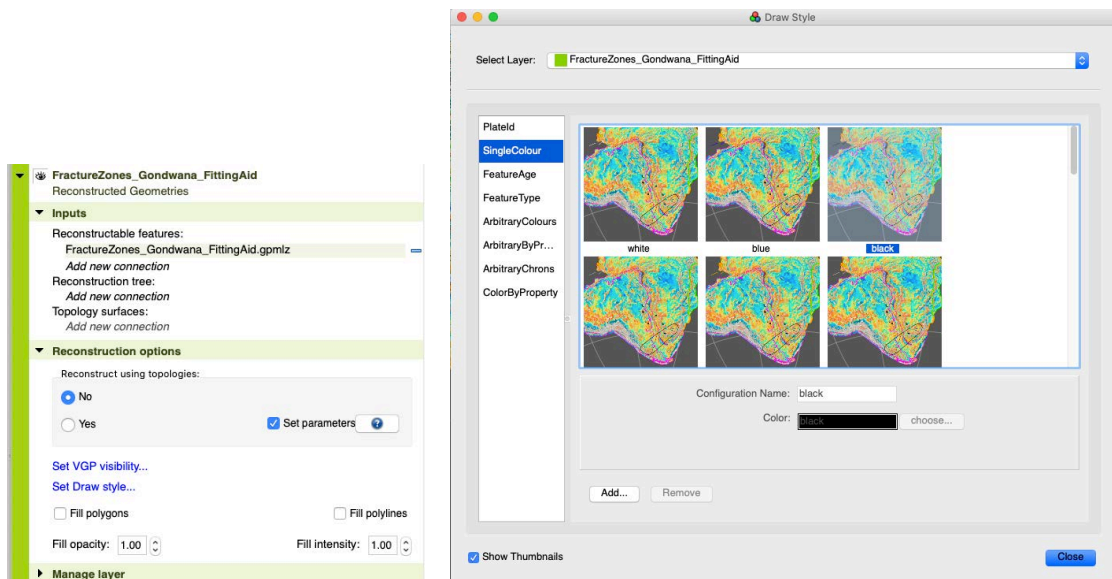 FractureZones_Gondwana_FittingAid
Reconstructed Geometries
Inputs
Reconstructable features:
FractureZones_Gondwana_FittingAid.gpmlz
Add new connection
Reconstruction tree:
Add new connection
Topology surfaces:
Add new connection
Reconstruction options
Reconstruct using topologies:
No
Yes
Set parameters ?
Set VGP visibility...
Set Draw style...
Fill polygons
Fill polylines
Fill opacity: 1.00
Fill intensity: 1.00
Manage layer
Draw Style
Select Layer: FractureZones_Gondwana_FittingAid
PlateId
SingleColour
FeatureAge
FeatureType
ArbitraryColours
ArbitraryByPr...
ArbitraryChrons
ColorByProperty
white
blue
black
Configuration Name: black
Color: black choose...
Add...
Remove
Show Thumbnails
Close